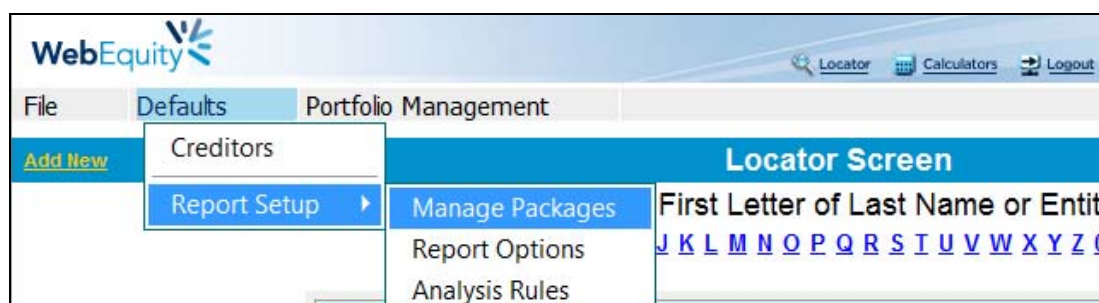 WebEquity
Locator Calculators Logout
File Defaults Portfolio Management
Add New Creditors Locator Screen
Report Setup Manage Packages First Letter of Last Name or Entit
Report Options J K L M N O P Q R S T U V W X Y Z
Analysis Rules